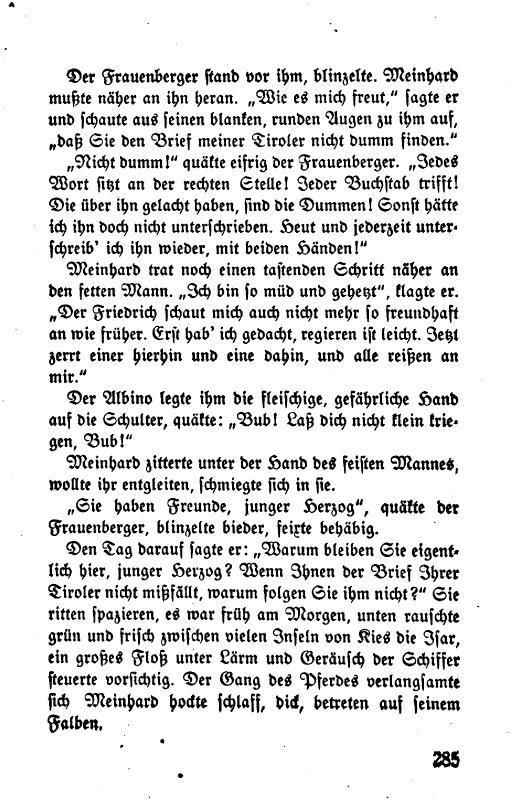 Der Frauenberger stand vor ihm, blinzelte. Meinhard
mußte näher an ihn heran. „Wie es mich freut,“ sagte er
und schaute aus seinen blanken, runden Augen zu ihm auf,
„daß Sie den Brief meiner Tiroler nicht dumm finden.“
„Nicht dumm!“ quäkte eifrig der Frauenberger. „Jedes
Wort sitzt an der rechten Stelle! Jeder Buchstab trifft!
Die über ihn gelacht haben, sind die Dummen! Sonst hätte
ich ihn doch nicht unterschrieben. Heut und jederzeit unter-
schreib’ ich ihn wieder, mit beiden Händen!“
Meinhard trat noch einen tastenden Schritt näher an
den fetten Mann. „Ich bin so müd und gehetzt“, klagte er.
„Der Friedrich schaut mich auch nicht mehr so freundhaft
an wie früher. Erst hab’ ich gedacht, regieren ist leicht. Jetzt
zerrt einer hierhin und eine dahin, und alle reißen an
mir.“
Der Albino legte ihm die fleischige, gefährliche Hand
auf die Schulter, quäkte: „Bub! Laß dich nicht klein krie-
gen, Bub!“
Meinhard zitterte unter der Hand des feisten Mannes,
wollte ihr entgleiten, schmiegte sich in sie.
„Sie haben Freunde, junger Herzog“, quäkte der
Frauenberger, blinzelte bieder, feixte behäbig.
Den Tag darauf sagte er: „Warum bleiben Sie eigent-
lich hier, junger Herzog? Wenn Ihnen der Brief Ihrer
Tiroler nicht mißfällt, warum folgen Sie ihm nicht?“ Sie
ritten spazieren, es war früh am Morgen, unten rauschte
grün und frisch zwischen vielen Inseln von Kies die Isar,
ein großes Floß unter Lärm und Geräusch der Schiffer
steuerte vorsichtig. Der Gang des Pferdes verlangsamte
sich Meinhard hockte schlaff, dick, betreten auf seinem
Falben.
285